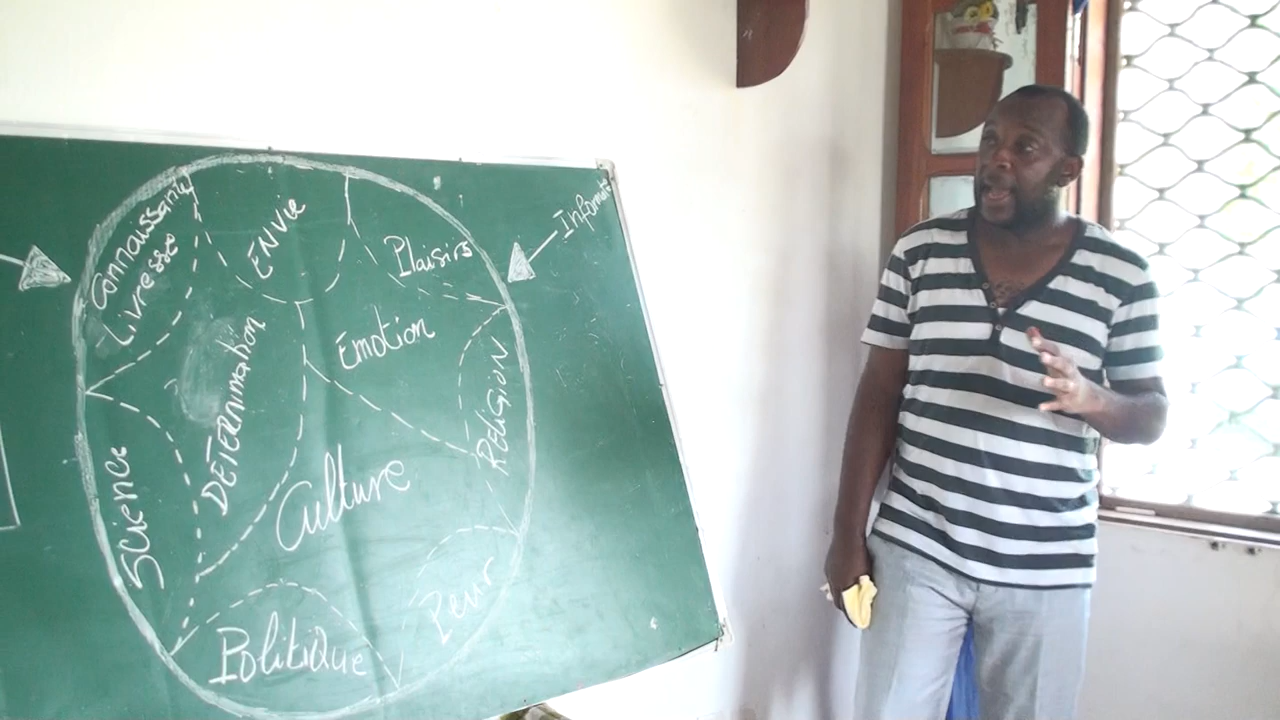 Connaissance
Livresse
ENVIE
Plaisirs
Informat
Emotion
DÉTERMINATION
RELIGION
Science
Culture
Peur
PolitiQue